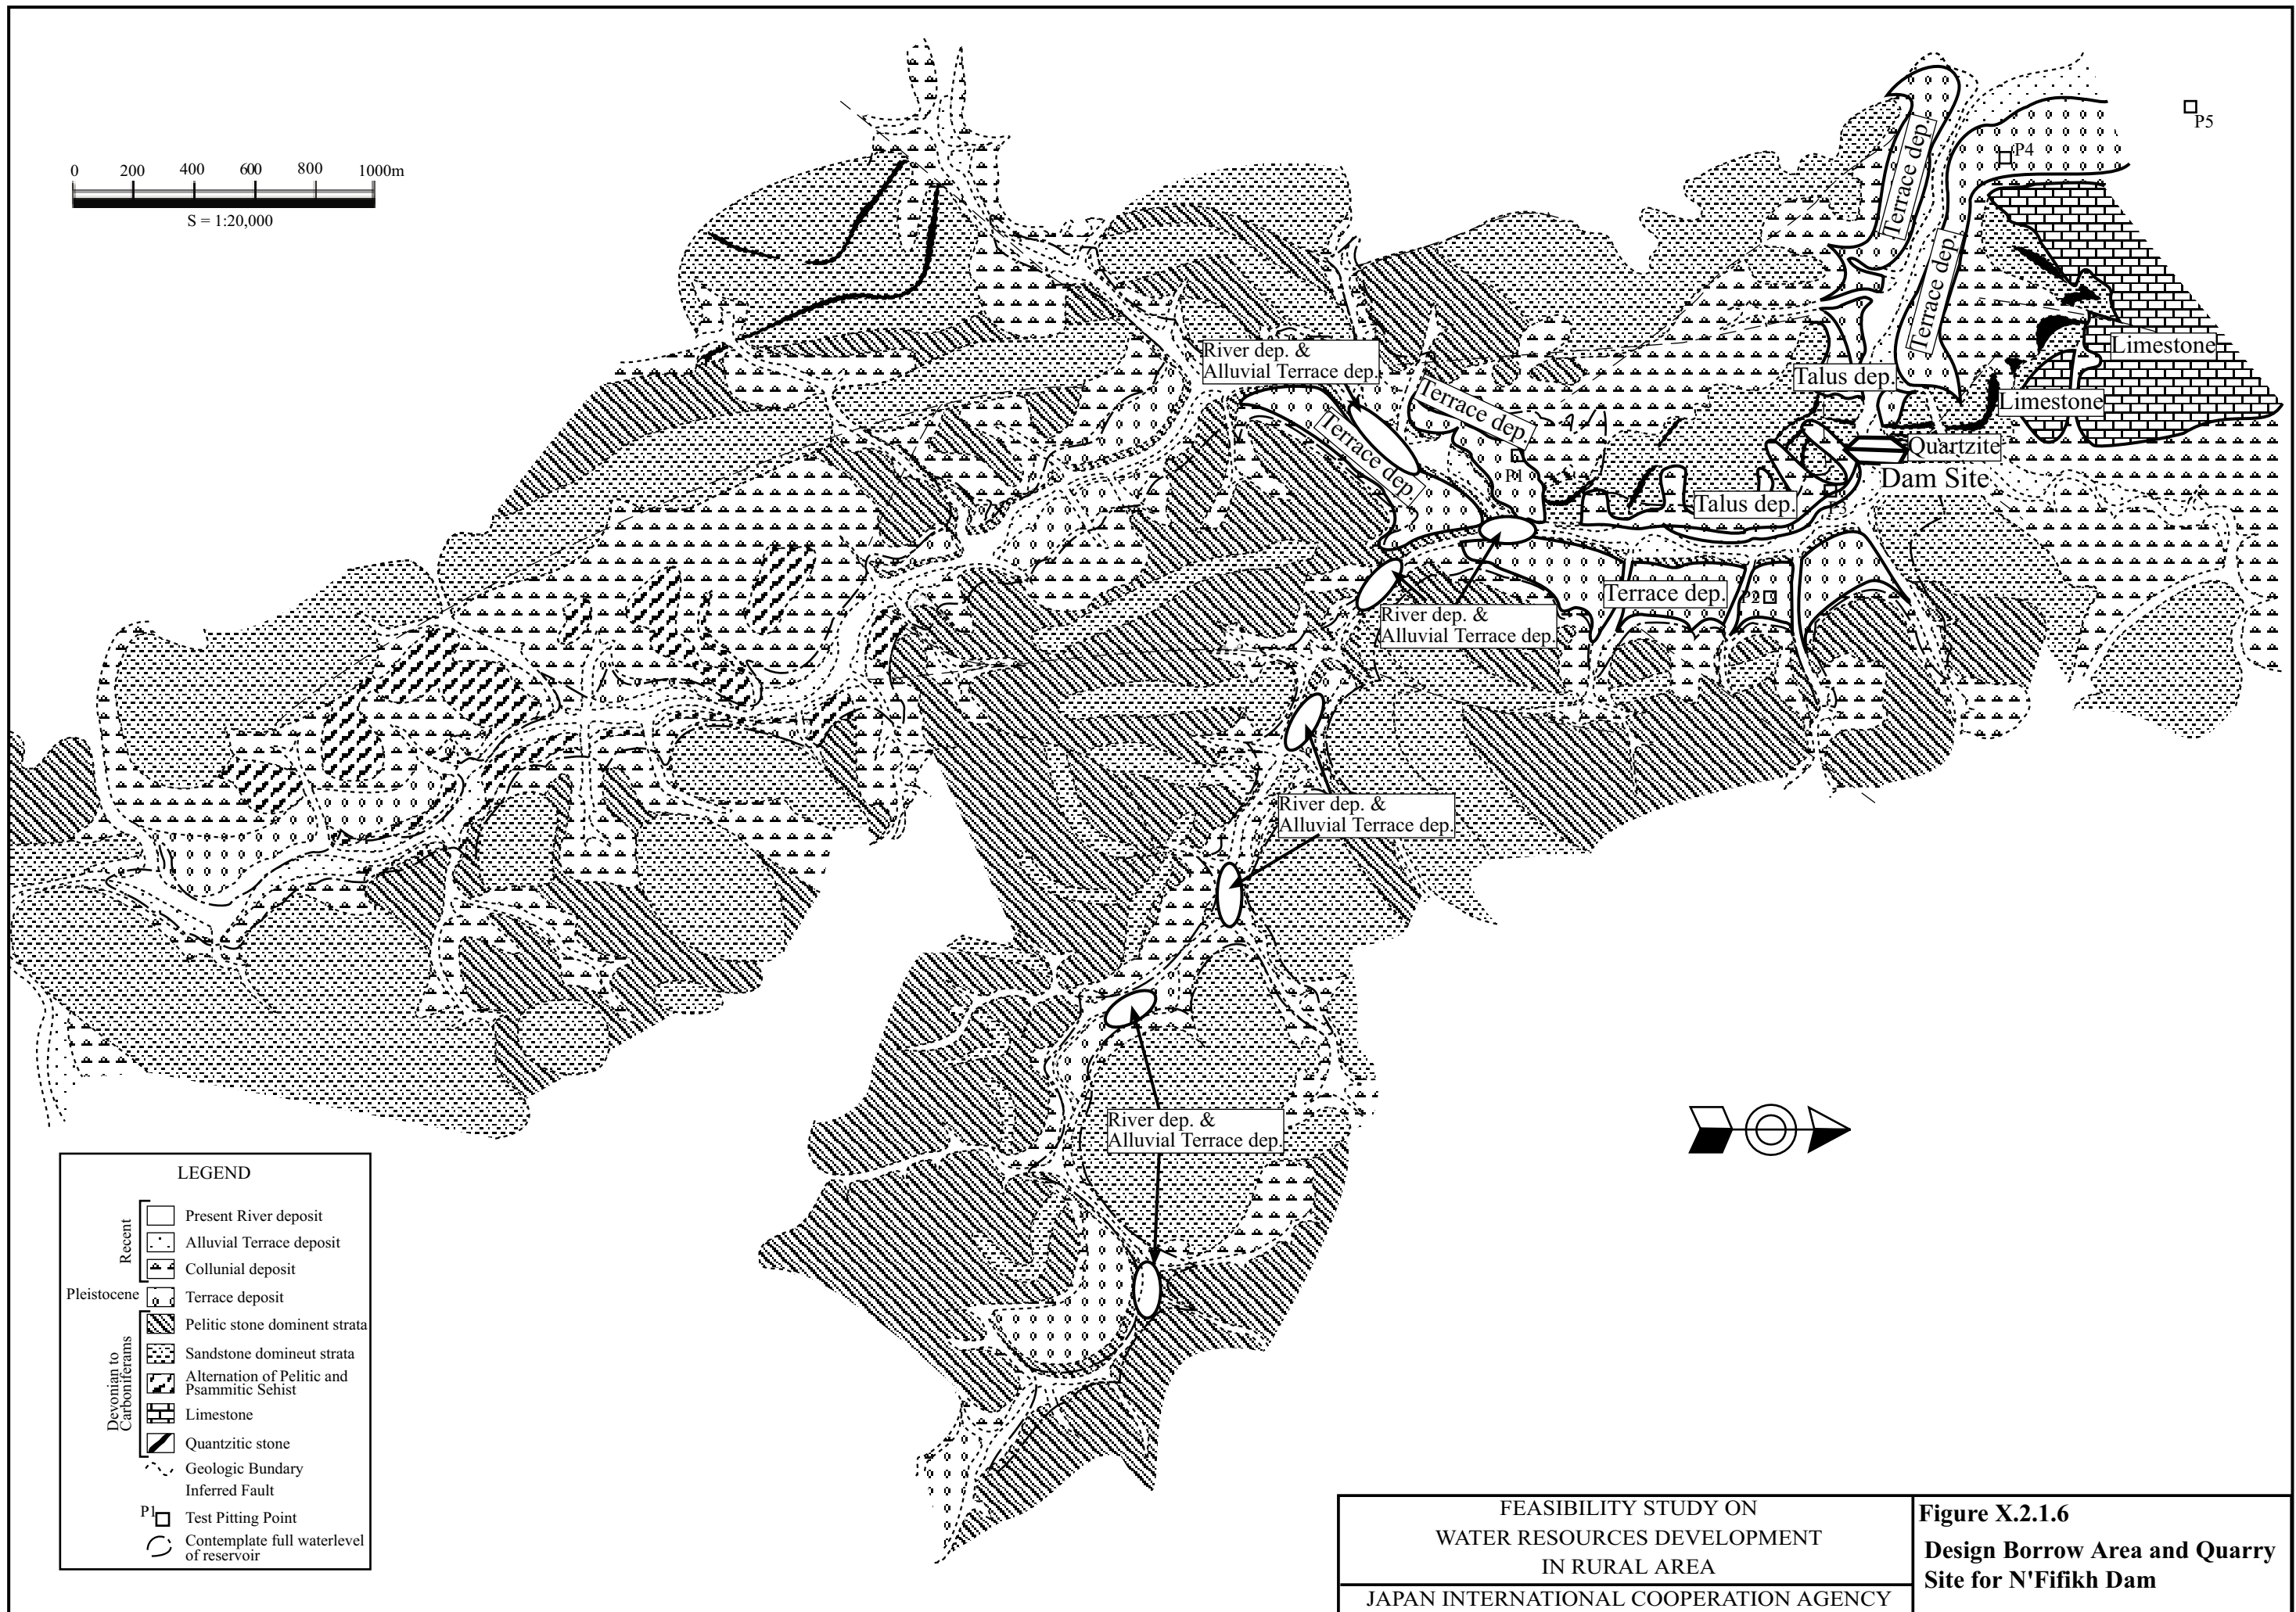 0 200 400 600 800 1000m
S = 1:20,000
P5
P4
Terrace dep.
Terrace dep.
Limestone
Limestone
Talus dep.
Quartzite
Dam Site
River dep. &
Alluvial Terrace dep.
Terrace dep.
Terrace dep.
P1
Talus dep.
P3
Terrace dep.
P2
River dep. &
Alluvial Terrace dep.
River dep. &
Alluvial Terrace dep.
River dep. &
Alluvial Terrace dep.
LEGEND
Recent
Present River deposit
Alluvial Terrace deposit
Collunial deposit
Pleistocene
Terrace deposit
Devonian to
Carboniferams
Pelitic stone dominent strata
Sandstone domineut strata
Alternation of Pelitic and
Psammitic Sehist
Limestone
Quantzitic stone
Geologic Bundary
Inferred Fault
P1
Test Pitting Point
Contemplate full waterlevel
of reservoir
FEASIBILITY STUDY ON
WATER RESOURCES DEVELOPMENT
IN RURAL AREA
JAPAN INTERNATIONAL COOPERATION AGENCY
Figure X.2.1.6
Design Borrow Area and Quarry
Site for N'Fifikh Dam